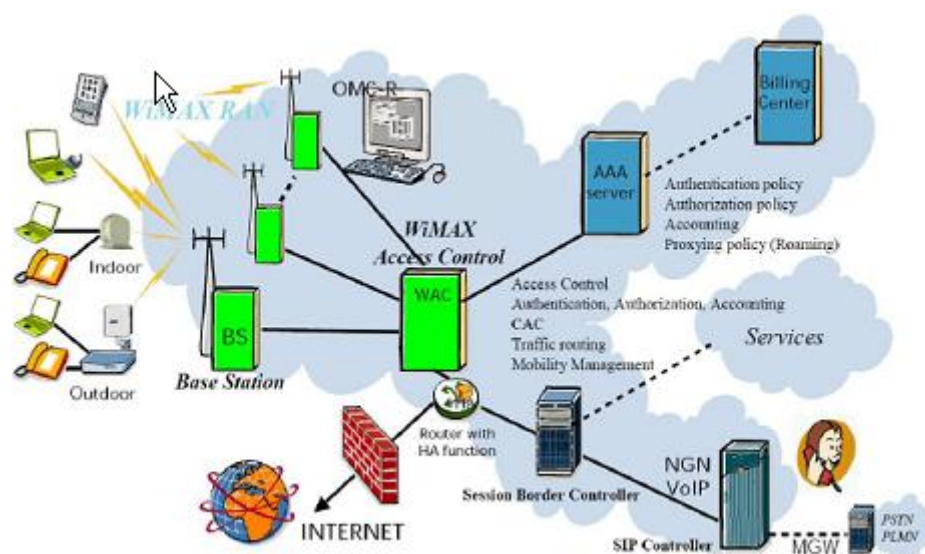 OMC-R
Billing
Center
WiMAX RAN
AAA
server
Authentication policy
Authorization policy
Accounting
Proxying policy (Roaming)
WiMAX
Access Control
Indoor
WAC
Access Control
Authentication, Authorization, Accounting
CAC
Traffic routing
Mobility Management
Services
BS
Base Station
Outdoor
Router with
HA function
NGN
VoIP
Session Border Controller
INTERNET
SIP Controller
MGW
PSTN
PLMN